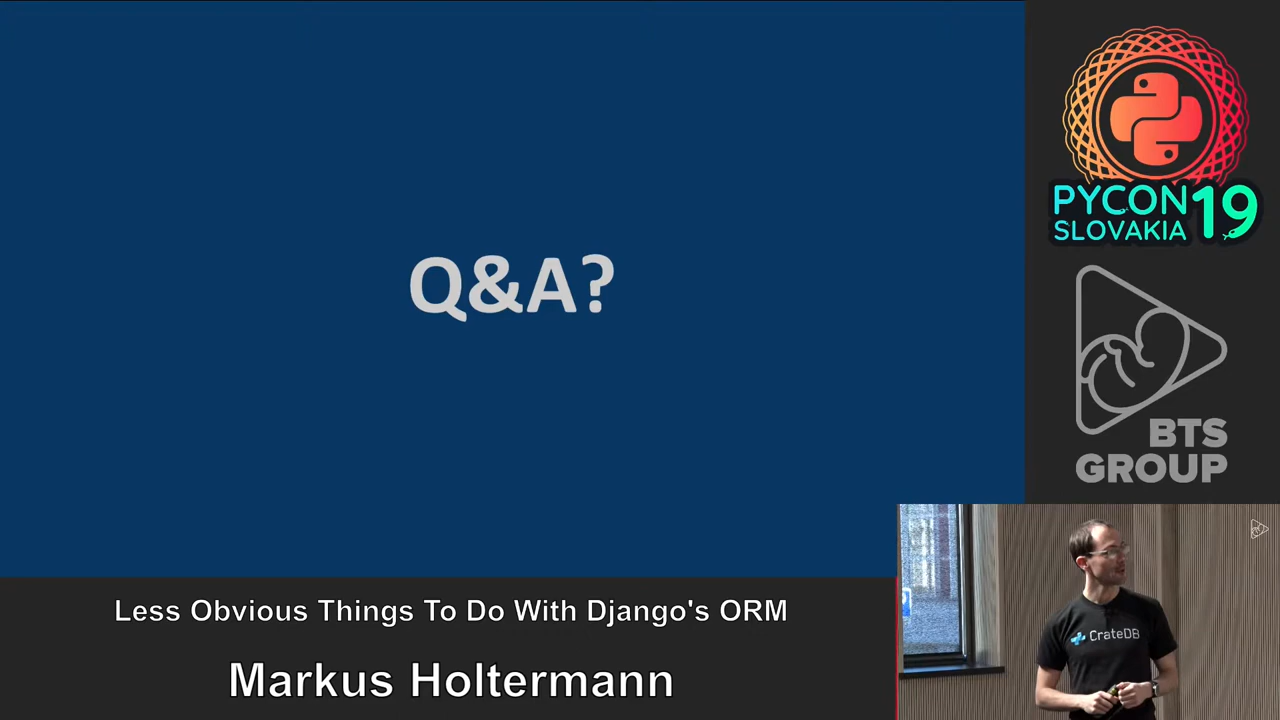 Q&A?
PYCON 19
SLOVAKIA
BTS
GROUP
CrateDB
Less Obvious Things To Do With Django's ORM
Markus Holtermann